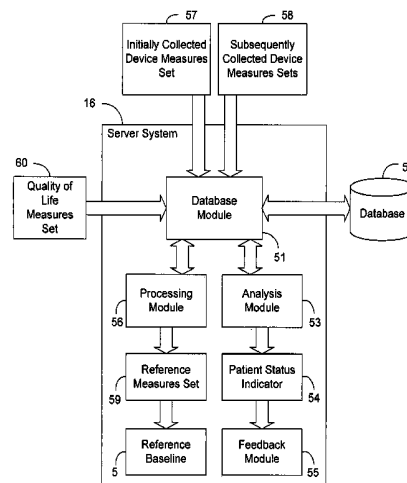 57
58
Initially Collected
Device Measures
Set
Subsequently
Collected Device
Measures Sets
16
Server System
60
Quality of
Life
Measures
Set
Database
Module
51
5
Database
Processing
Module
56
Analysis
Module
53
Reference
Measures Set
59
Patient Status
Indicator
54
Reference
Baseline
5
Feedback
Module
55